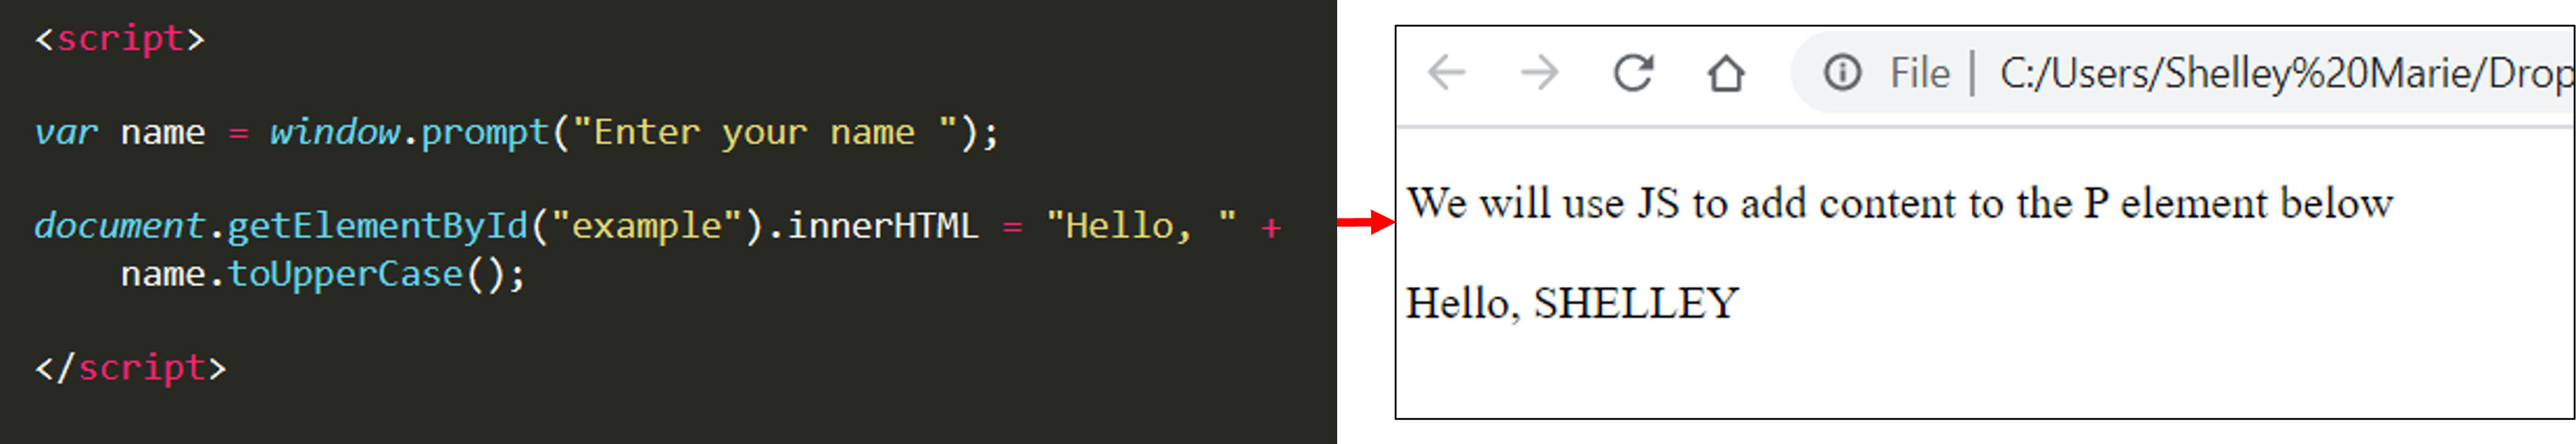 <script>
var name = window.prompt("Enter your name ");
document.getElementById("example").innerHTML = "Hello, " +
name.toUpperCase();
</script>
File | C:/Users/Shelley%20Marie/Drop
We will use JS to add content to the P element below
Hello, SHELLEY